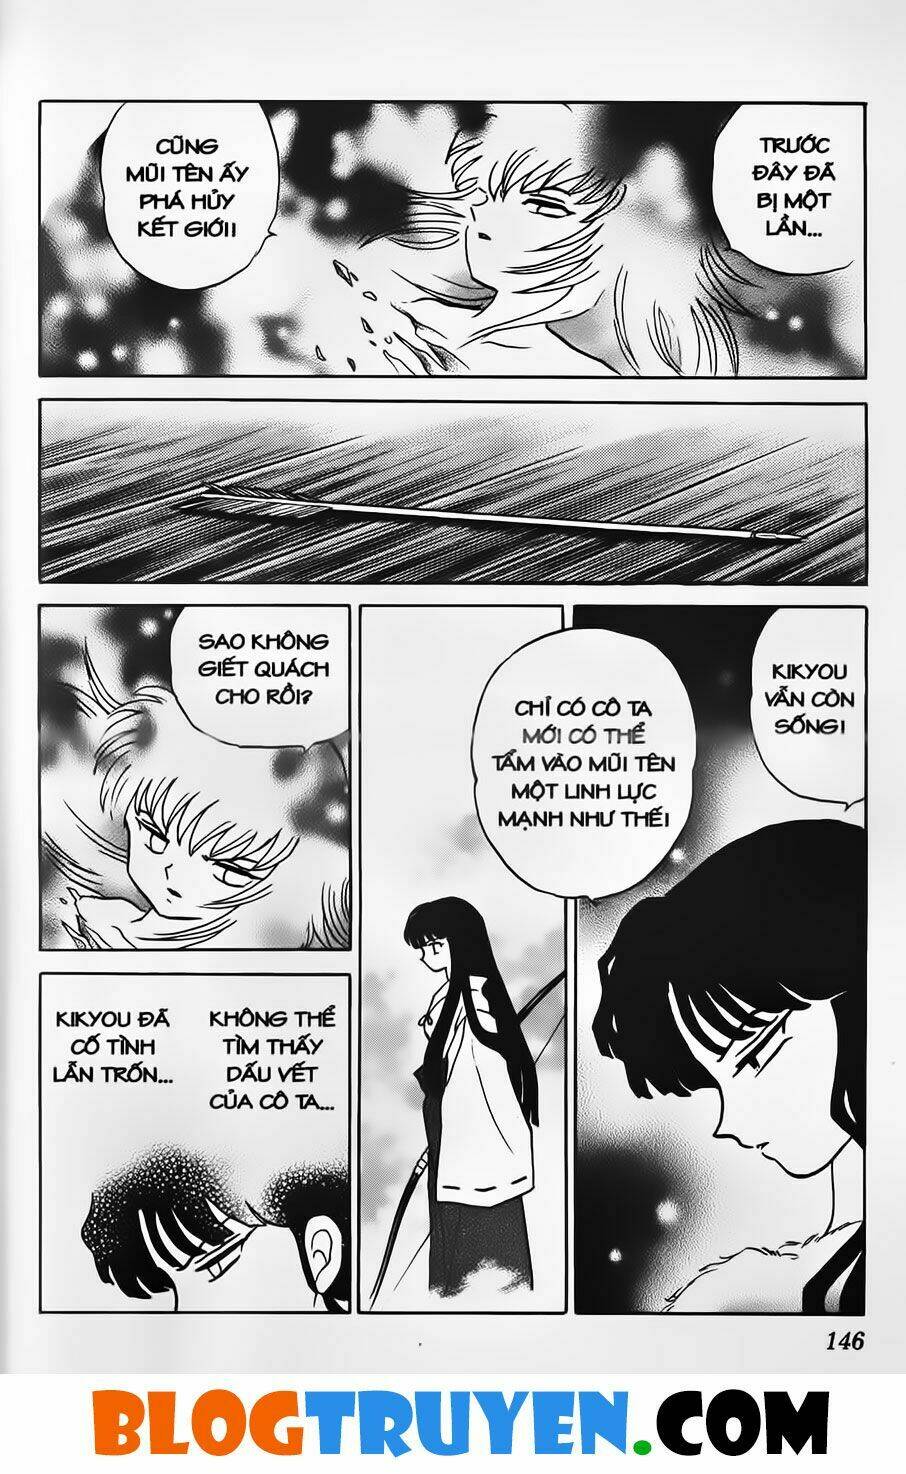 TRƯỚC
ĐÂY ĐÃ
BỊ MỘT
LẦN...
CŨNG
MŨI TÊN ẤY
PHÁ HỦY
KẾT GIỚI!
KIKYOU
VẪN CÒN
SỐNG!
CHỈ CÓ CÔ TA
MỚI CÓ THỂ
TẨM VÀO MŨI TÊN
MỘT LINH LỰC
MẠNH NHƯ THẾ!
SAO KHÔNG
GIẾT QUÁCH
CHO RỒI?
KHÔNG THỂ
TÌM THẤY
DẤU VẾT
CỦA CÔ TA...
KIKYOU ĐÃ
CỐ TÌNH
LẪN TRỐN...
146
BLOGTRUYEN.COM